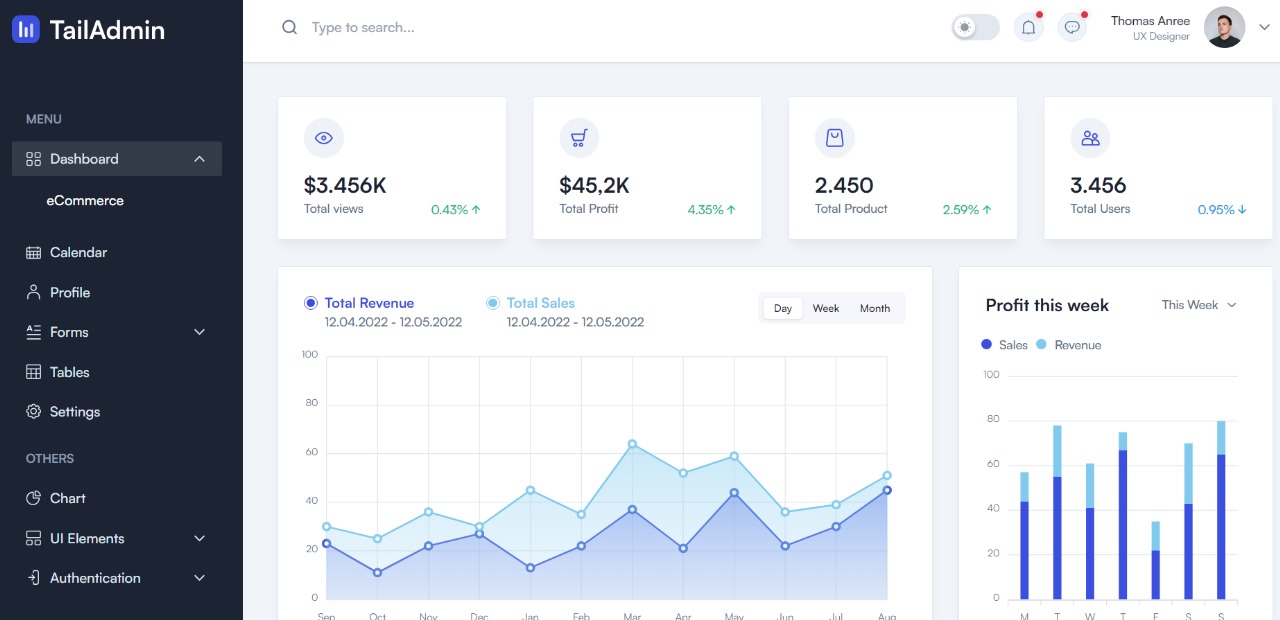 TailAdmin
Type to search...
Thomas Anree
UX Designer
MENU
Dashboard
eCommerce
Calendar
Profile
Forms
Tables
Settings
OTHERS
Chart
UI Elements
Authentication
$3.456K
Total views
0.43%
$45,2K
Total Profit
4.35%
2.450
Total Product
2.59%
3.456
Total Users
0.95%
Total Revenue
12.04.2022 - 12.05.2022
Total Sales
12.04.2022 - 12.05.2022
Day Week Month
100
80
60
40
20
0
Sep Oct Nov Dec Jan Feb Mar Apr May Jun Jul Aug
Profit this week
This Week
Sales Revenue
100
80
60
40
20
0
M T W T F S S